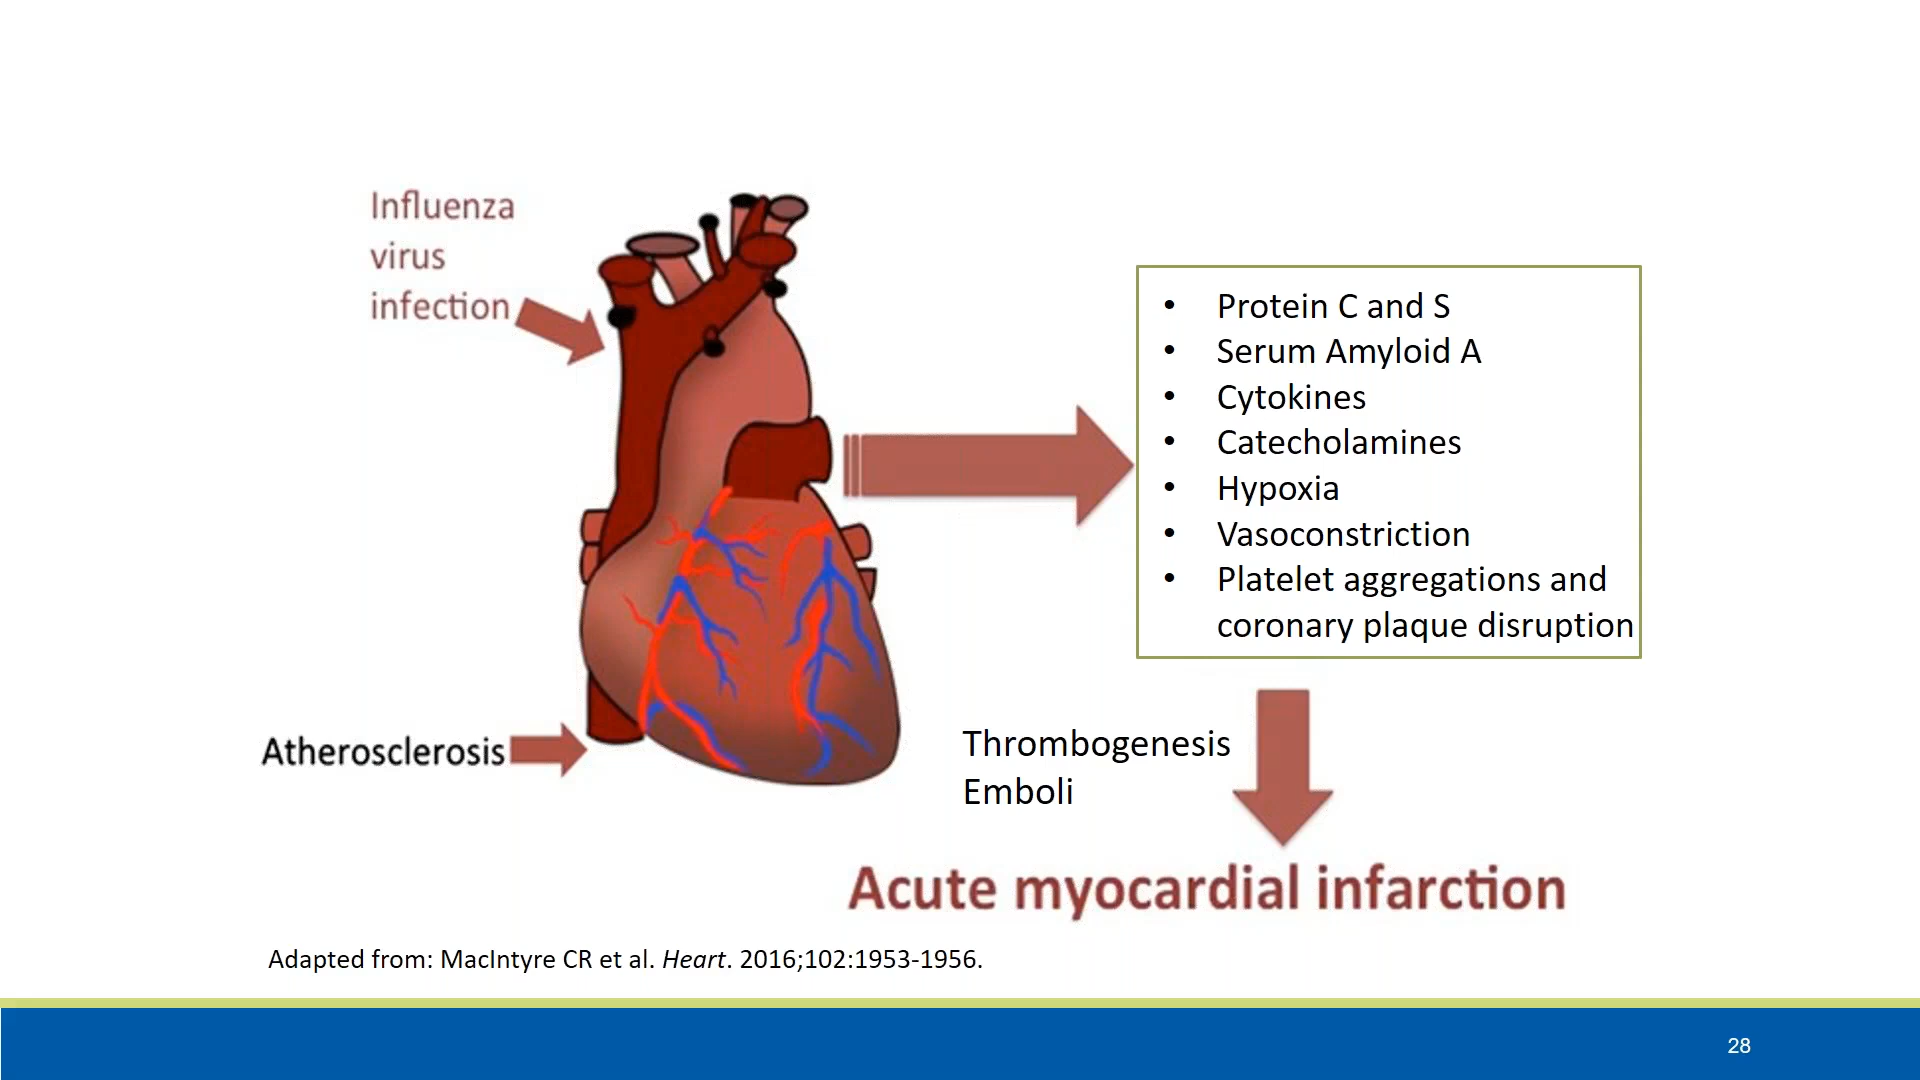 Influenza
virus
infection
Atherosclerosis
• Protein C and S
• Serum Amyloid A
• Cytokines
• Catecholamines
• Hypoxia
• Vasoconstriction
• Platelet aggregations and
coronary plaque disruption
Thrombogenesis
Emboli
Acute myocardial infarction
Adapted from: MacIntyre CR et al. Heart. 2016;102:1953-1956.
28